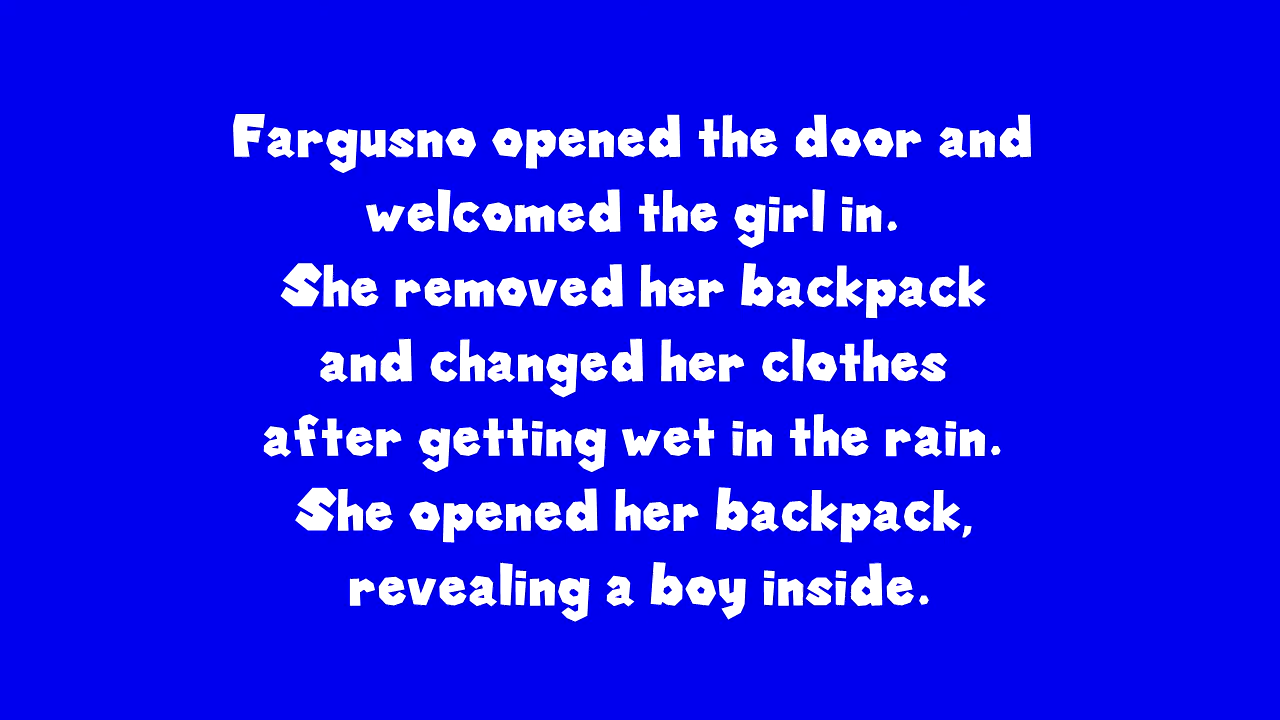 Fargusno opened the door and
welcomed the girl in.
She removed her backpack
and changed her clothes
after getting wet in the rain.
She opened her backpack,
revealing a boy inside.